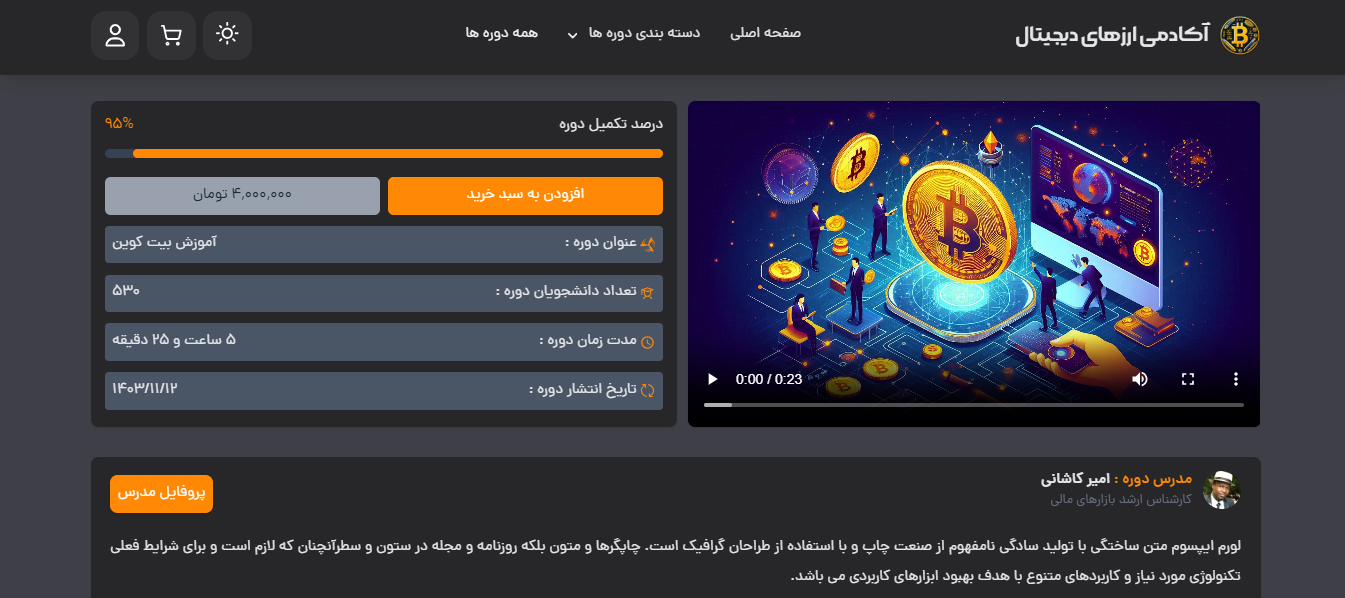 آکادمی ارزهای دیجیتال
صفحه اصلی
دسته بندی دوره ها
همه دوره ها
0:00 / 0:23
درصد تکمیل دوره
۹۵%
افزودن به سبد خرید
۴,۰۰۰,۰۰۰ تومان
عنوان دوره :
آموزش بیت کوین
تعداد دانشجویان دوره :
۵۳۰
مدت زمان دوره :
۵ ساعت و ۲۵ دقیقه
تاریخ انتشار دوره :
۱۴۰۳/۱۱/۱۲
مدرس دوره : امیر کاشانی
کارشناس ارشد بازارهای مالی
پروفایل مدرس
لورم ایپسوم متن ساختگی با تولید سادگی نامفهوم از صنعت چاپ و با استفاده از طراحان گرافیک است. چاپگرها و متون بلکه روزنامه و مجله در ستون و سطرآنچنان که لازم است و برای شرایط فعلی
تکنولوژی مورد نیاز و کاربردهای متنوع با هدف بهبود ابزارهای کاربردی می باشد.